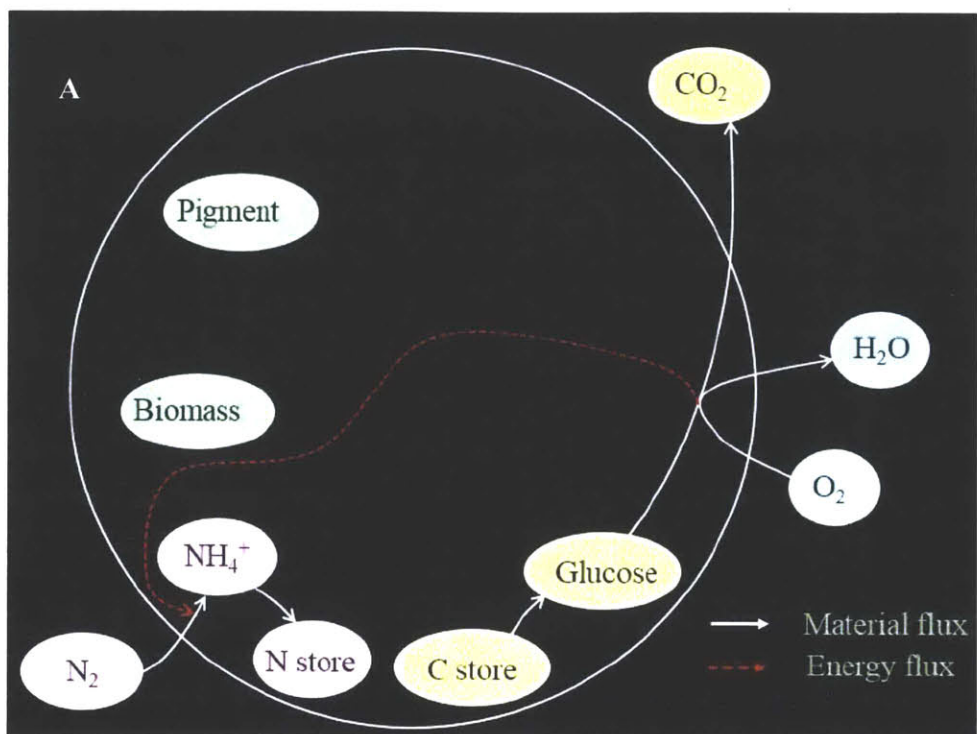 A
CO₂
Pigment
H₂O
Biomass
O₂
NH₄⁺
Glucose
N₂
N store
C store
Material flux
Energy flux